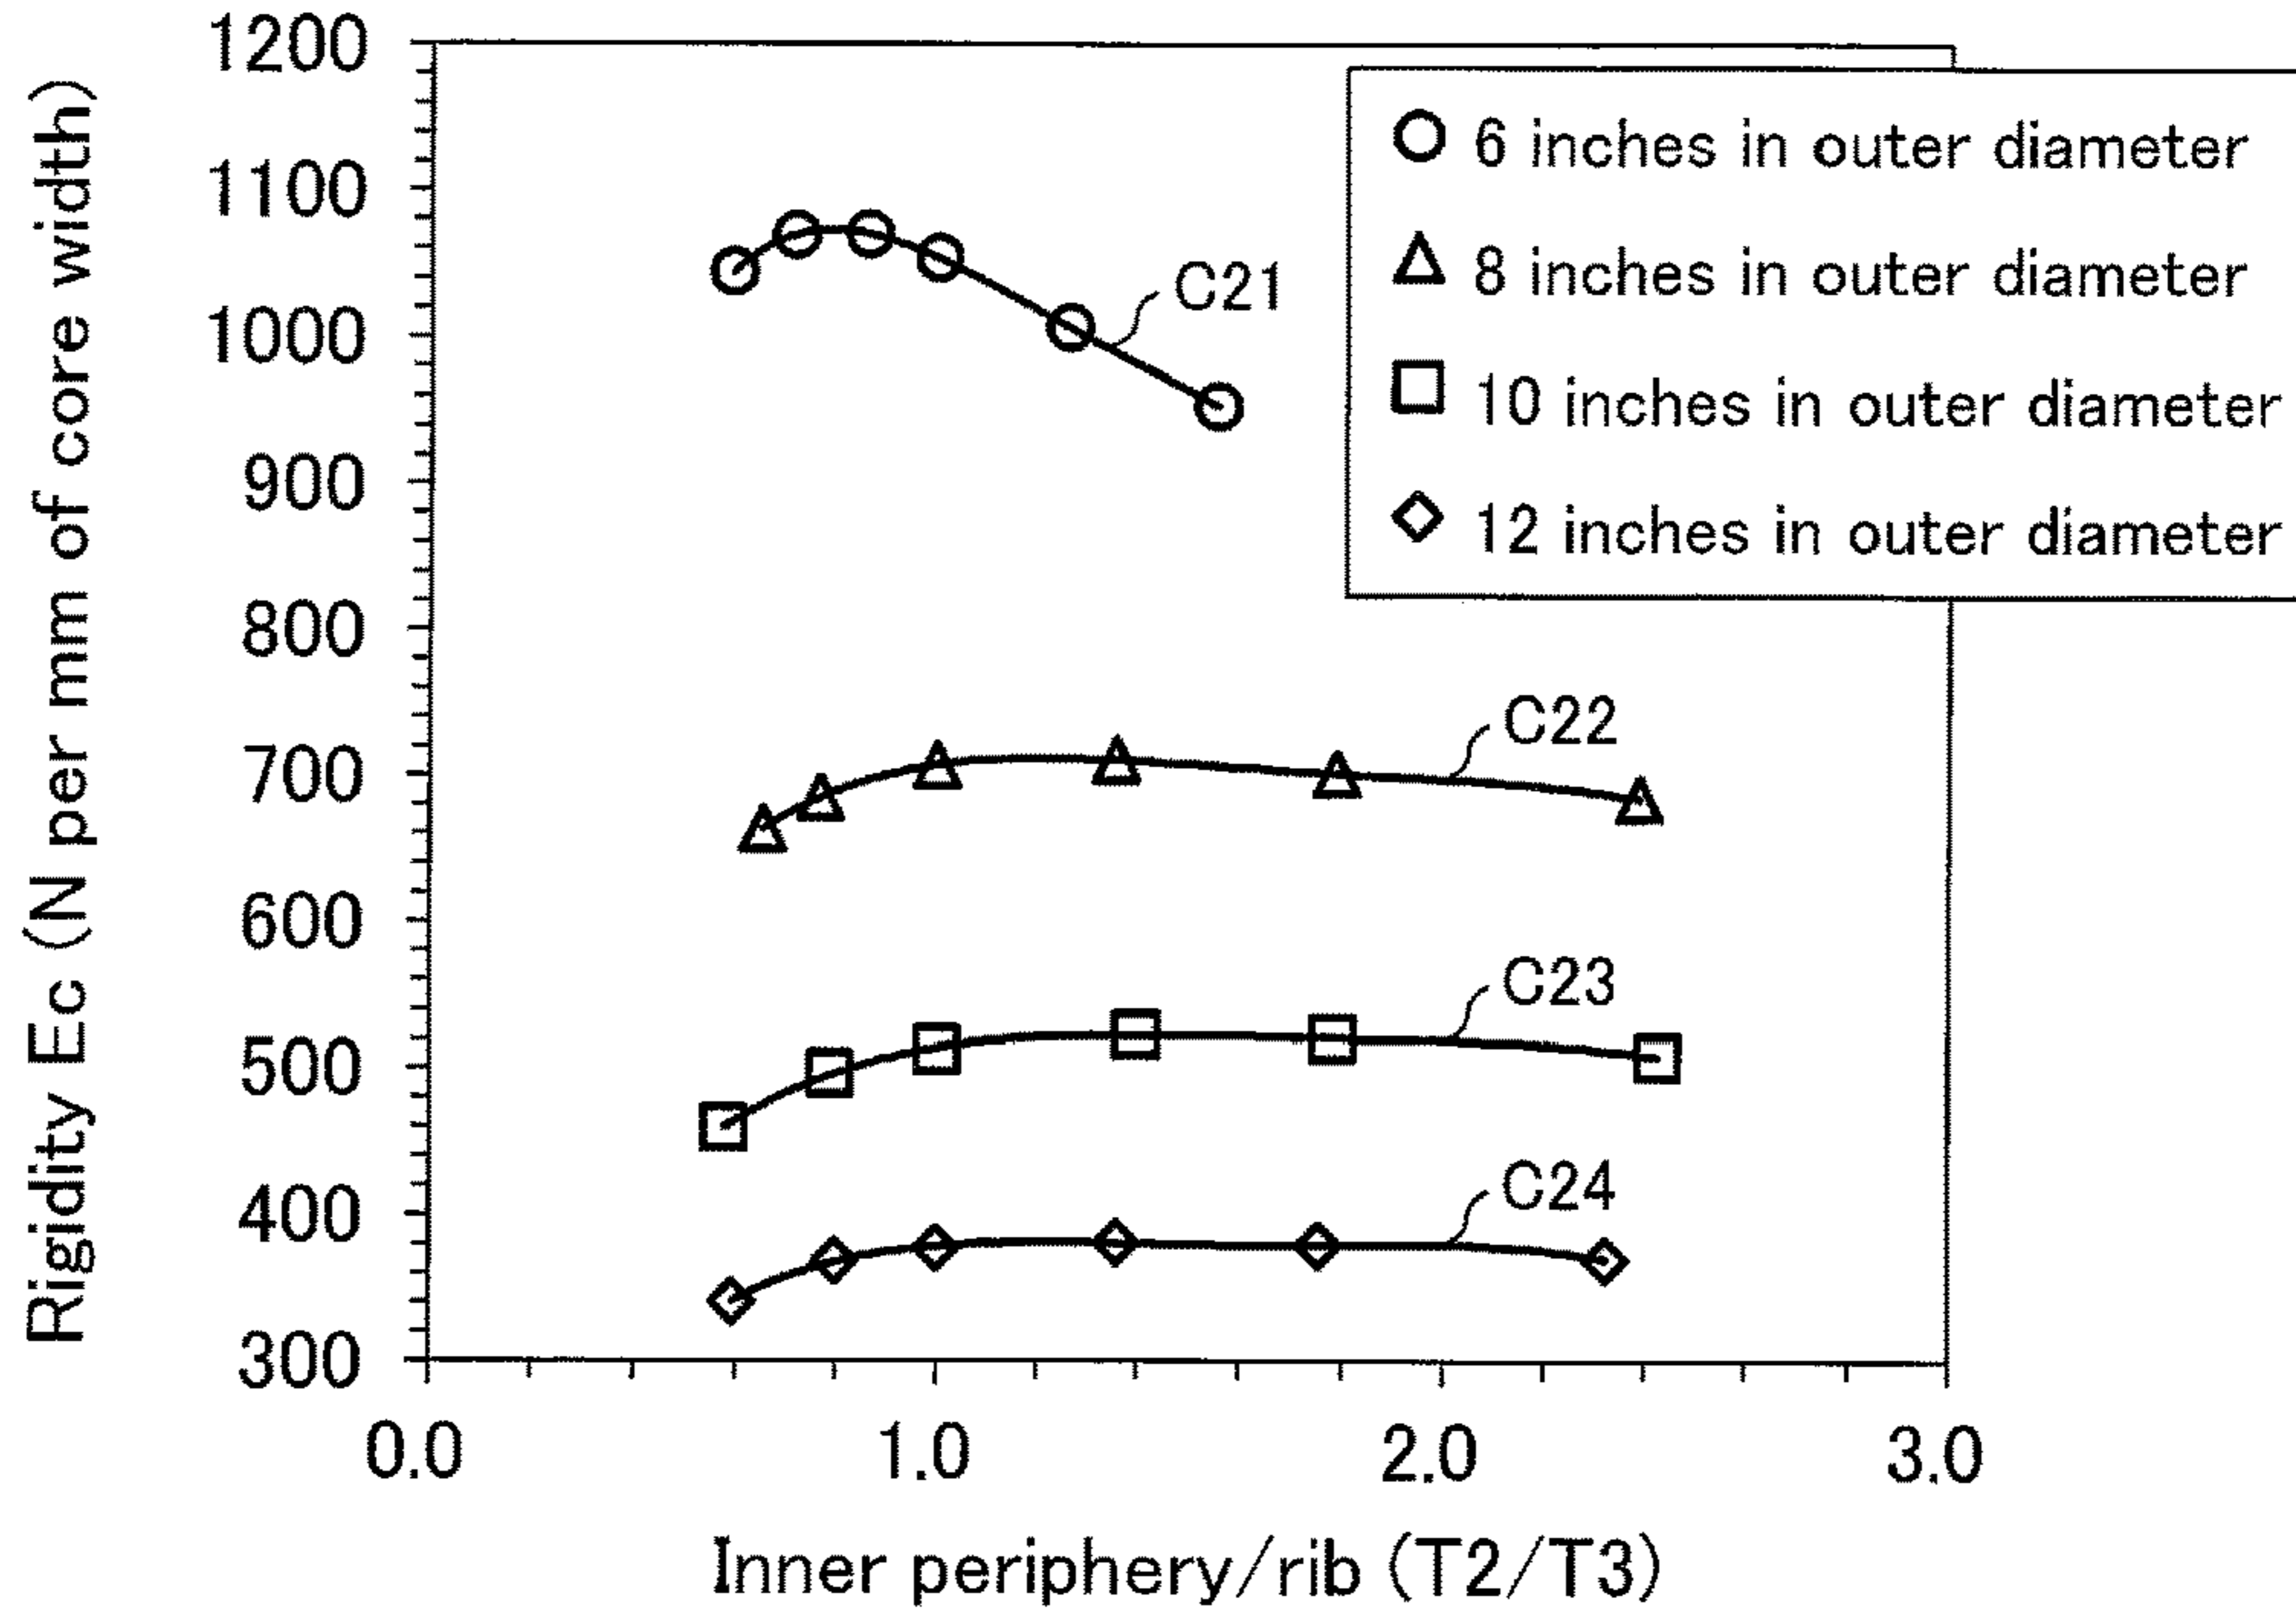 Rigidity Ec (N per mm of core width)
1200
1100
1000
900
800
700
600
500
400
300
○ 6 inches in outer diameter
△ 8 inches in outer diameter
□ 10 inches in outer diameter
◇ 12 inches in outer diameter
C21
C22
C23
C24
0.0 1.0 2.0 3.0
Inner periphery/rib (T2/T3)